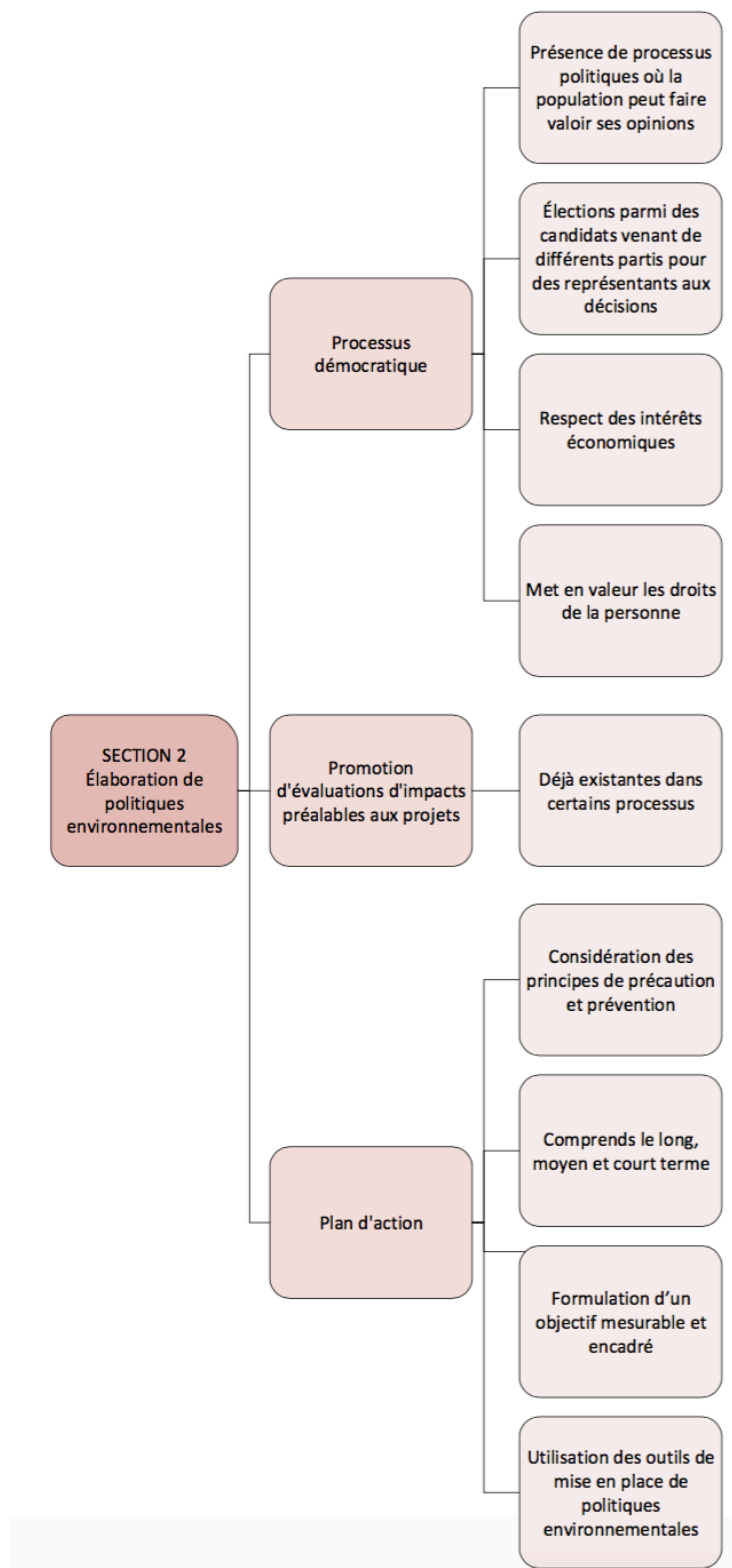 Présence de processus
politiques où la
population peut faire
valoir ses opinions
Élections parmi des
candidats venant de
différents partis pour
des représentants aux
décisions
Processus
démocratique
Respect des intérêts
économiques
Met en valeur les droits
de la personne
SECTION 2
Élaboration de
politiques
environnementales
Promotion
d'évaluations d'impacts
préalables aux projets
Déjà existantes dans
certains processus
Considération des
principes de précaution
et prévention
Comprends le long,
moyen et court terme
Plan d'action
Formulation d’un
objectif mesurable et
encadré
Utilisation des outils de
mise en place de
politiques
environnementales